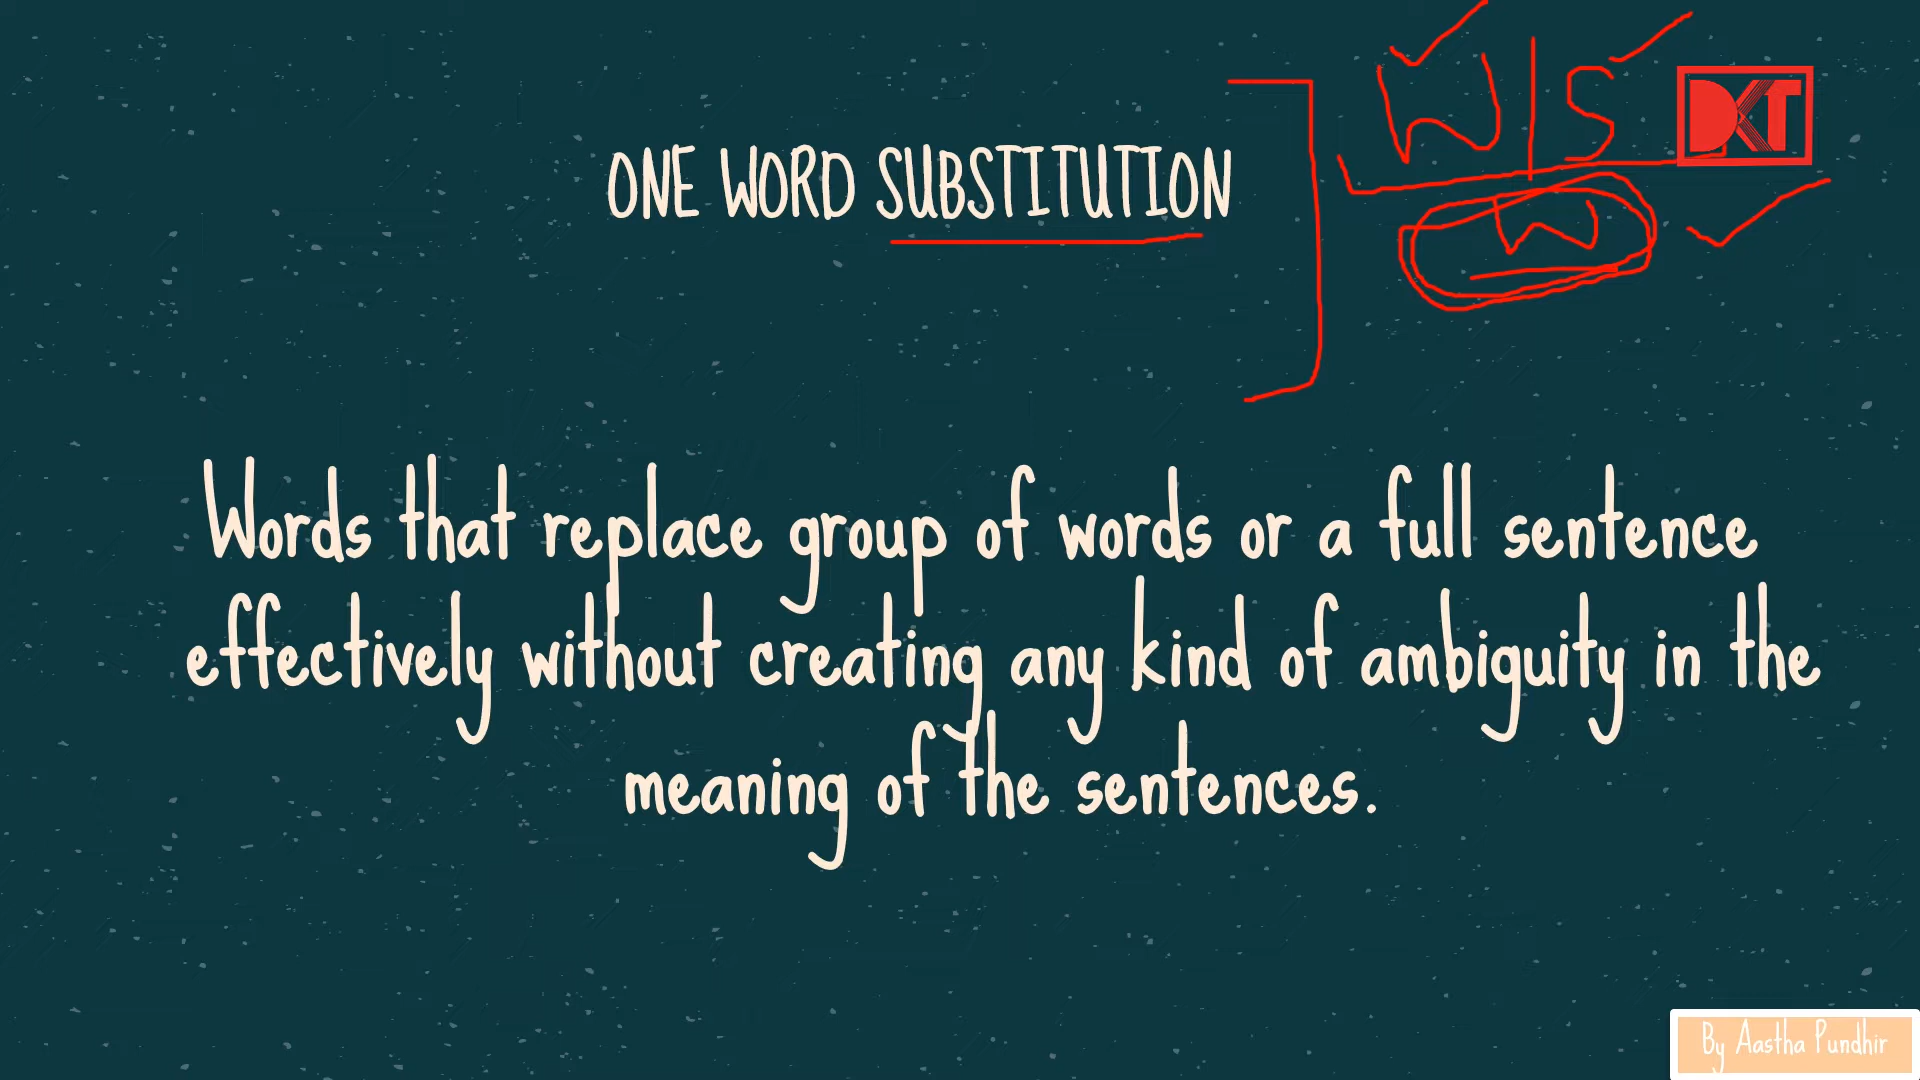 W|S
DKT
ONE WORD SUBSTITUTION
W
Words that replace group of words or a full sentence
effectively without creating any kind of ambiguity in the
meaning of the sentences.
By Aastha Pundhir